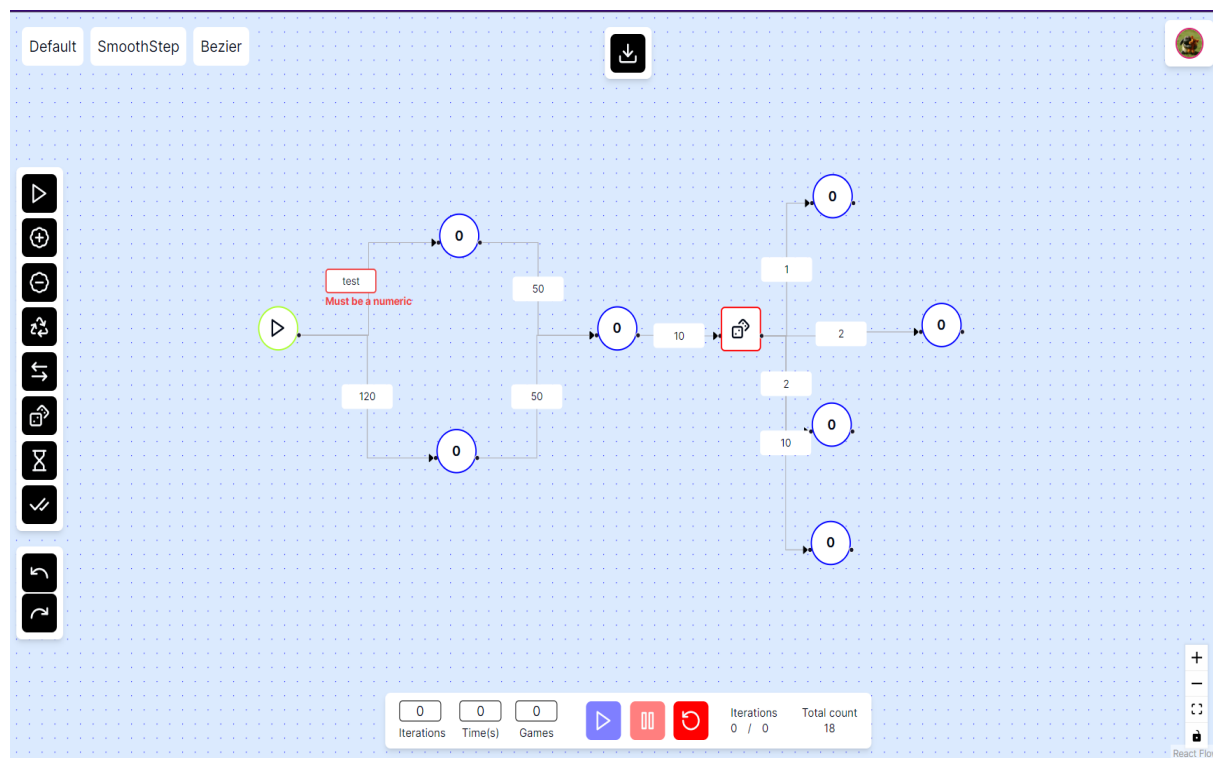 Default SmoothStep Bezier
0
0
1
test
Must be a numeric
50
0
10
2
0
120
50
2
0
10
0
0
0 0 0
Iterations Time(s) Games
Iterations Total count
0 / 0 18
React Flow